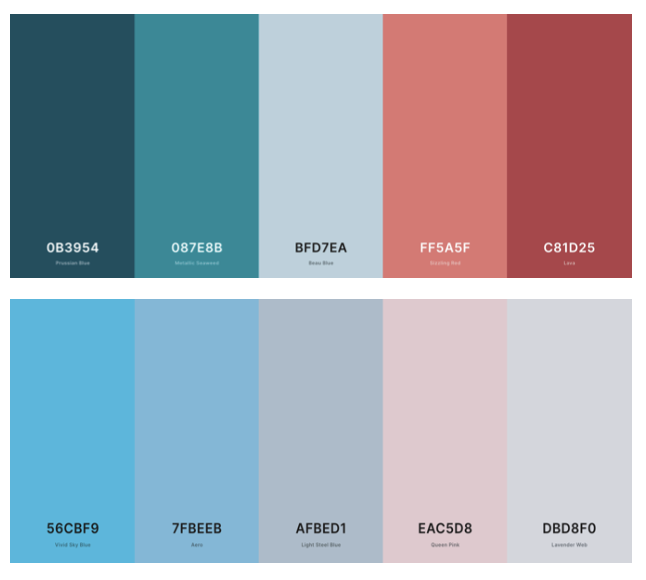 0B3954 087E8B BFD7EA FF5A5F C81D25
Prussian Blue Metallic Seaweed Beau Blue Sizzling Red Lava
56CBF9 7FBEEB AFBED1 EAC5D8 DBD8F0
Vivid Sky Blue Aero Light Steel Blue Queen Pink Lavender Web